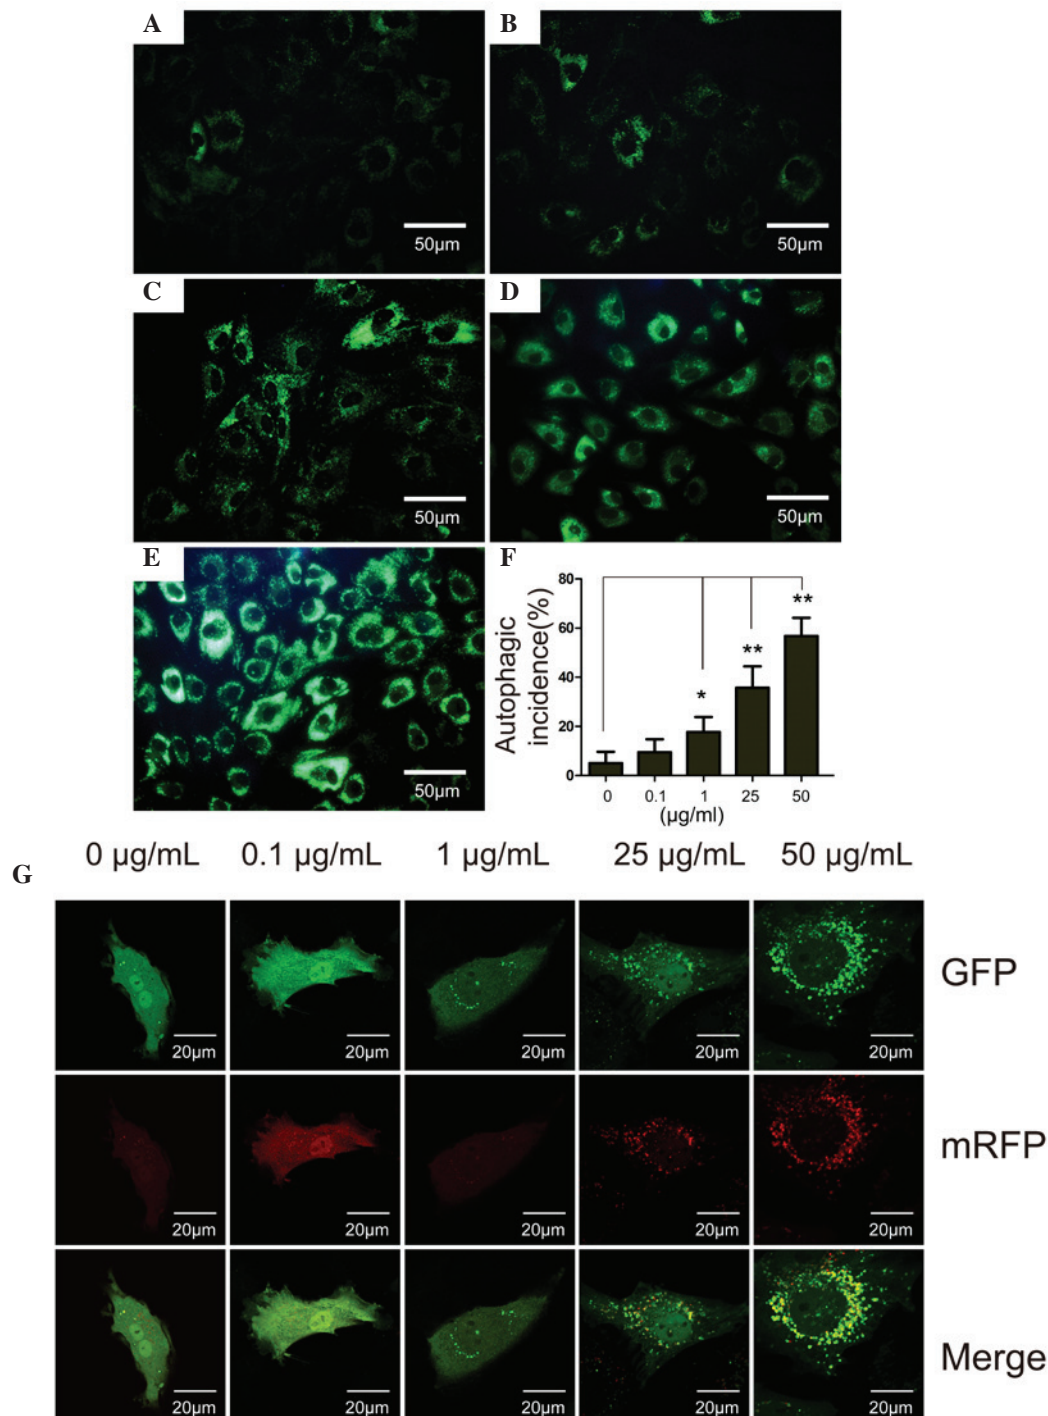 A
B
50µm
50µm
C
D
50µm
50µm
E
F
50µm
Autophagic
incidence(%)
80
60
40
20
0
*
**
**
0 0.1 1 25 50
(µg/ml)
G
0 µg/mL 0.1 µg/mL 1 µg/mL 25 µg/mL 50 µg/mL
20µm 20µm 20µm 20µm 20µm
GFP
20µm 20µm 20µm 20µm 20µm
mRFP
20µm 20µm 20µm 20µm 20µm
Merge